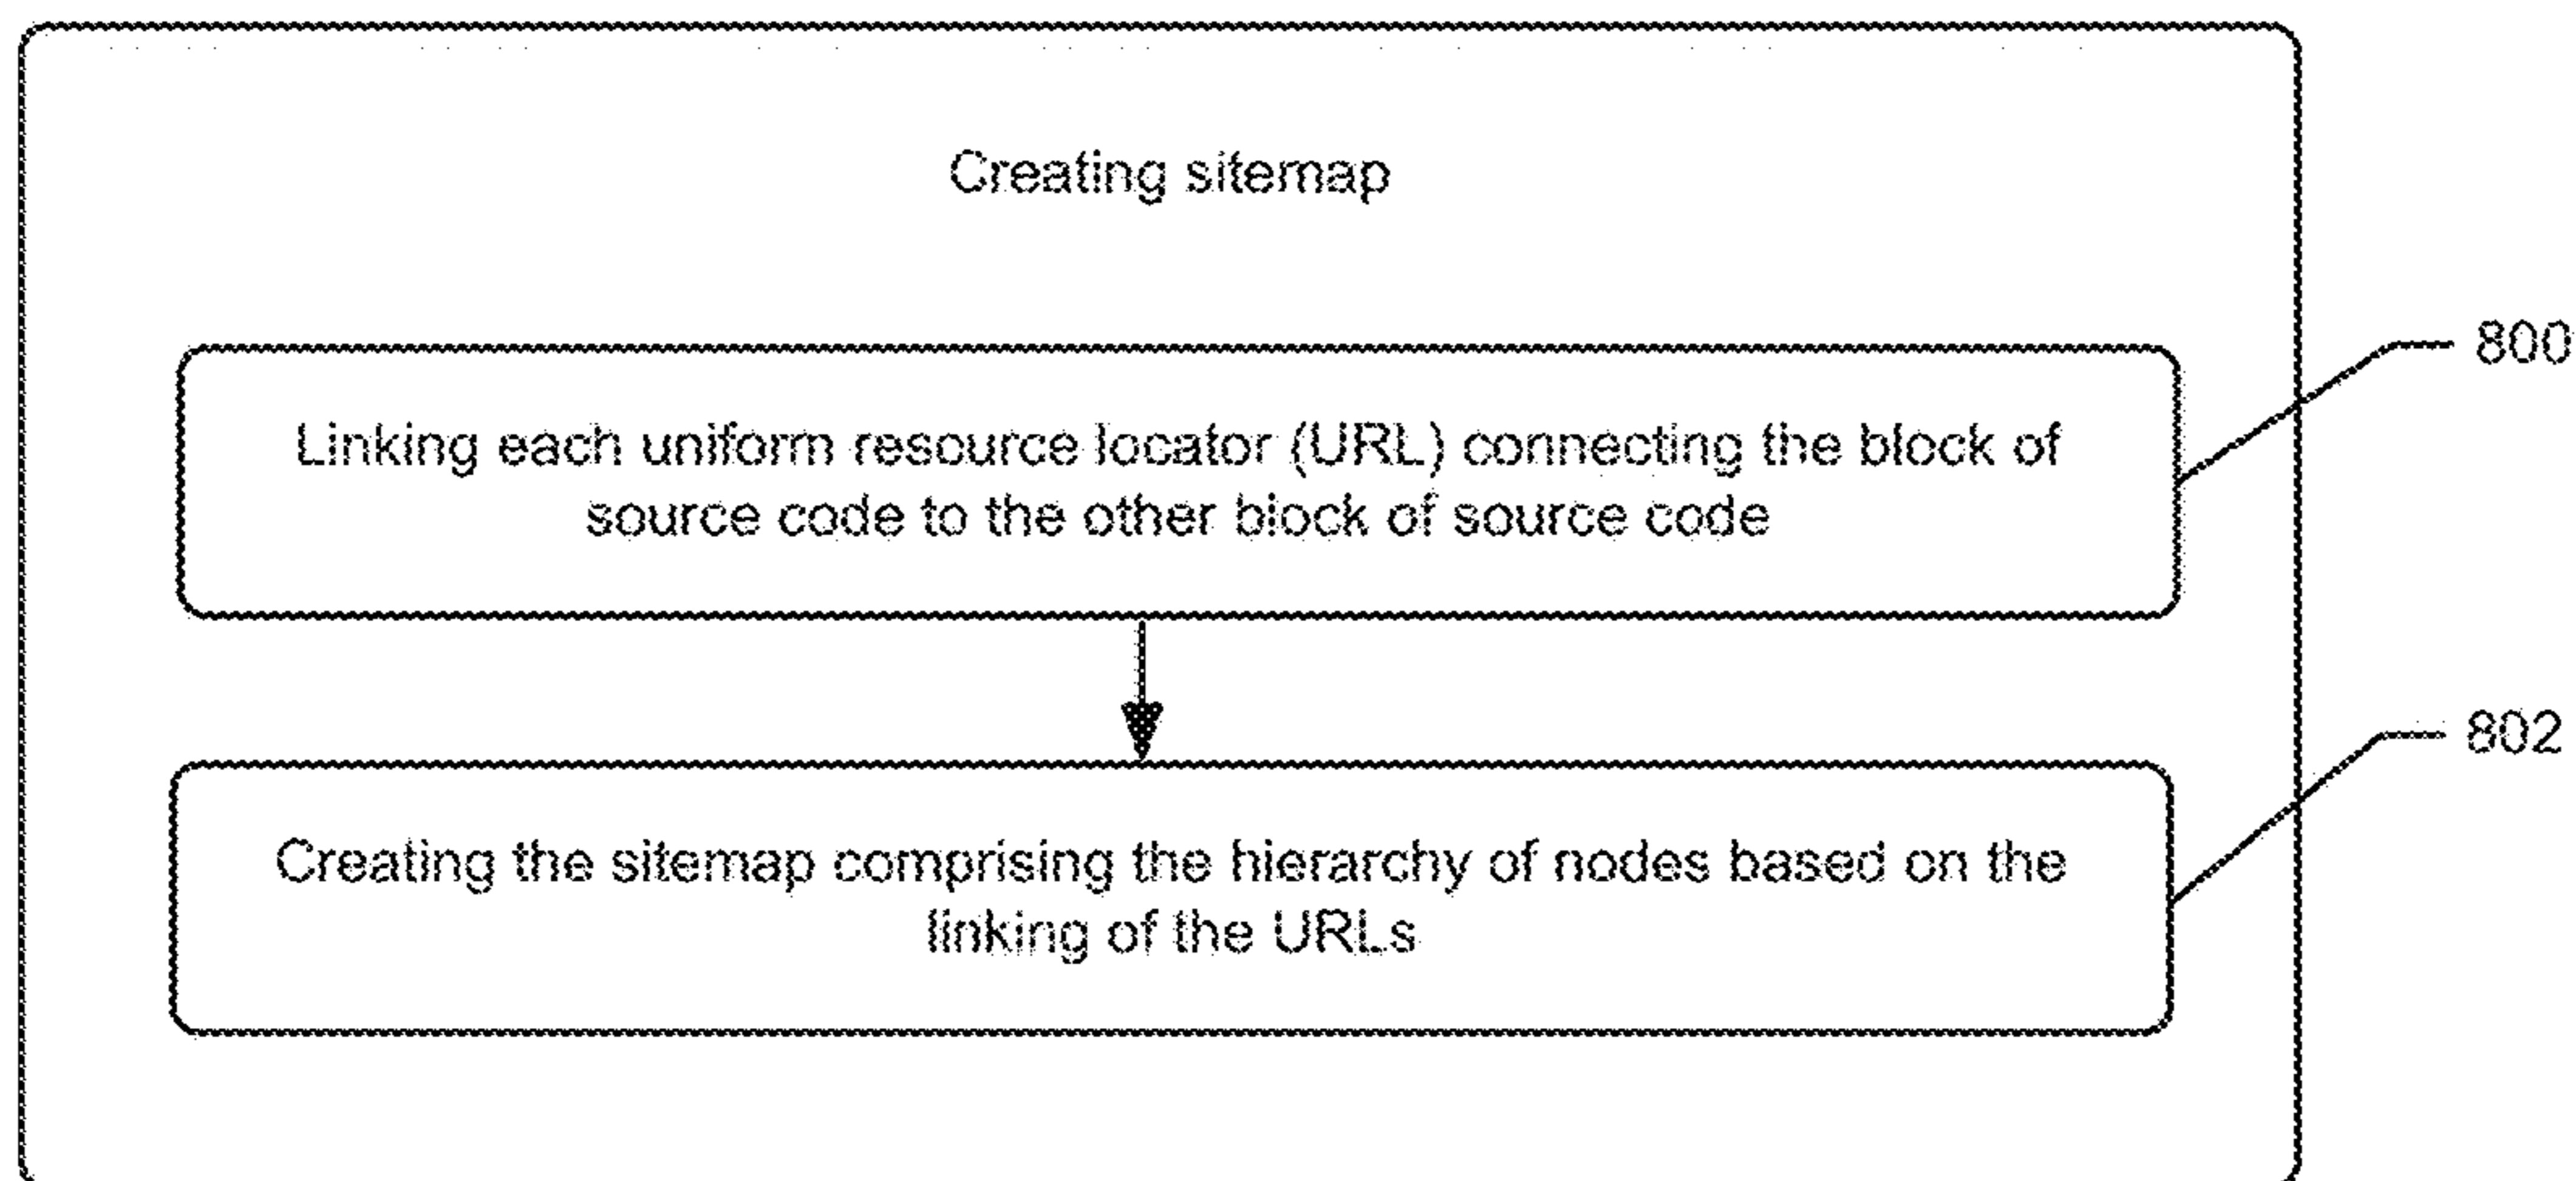 Creating sitemap
800
Linking each uniform resource locator (URL) connecting the block of
source code to the other block of source code
802
Creating the sitemap comprising the hierarchy of nodes based on the
linking of the URLs